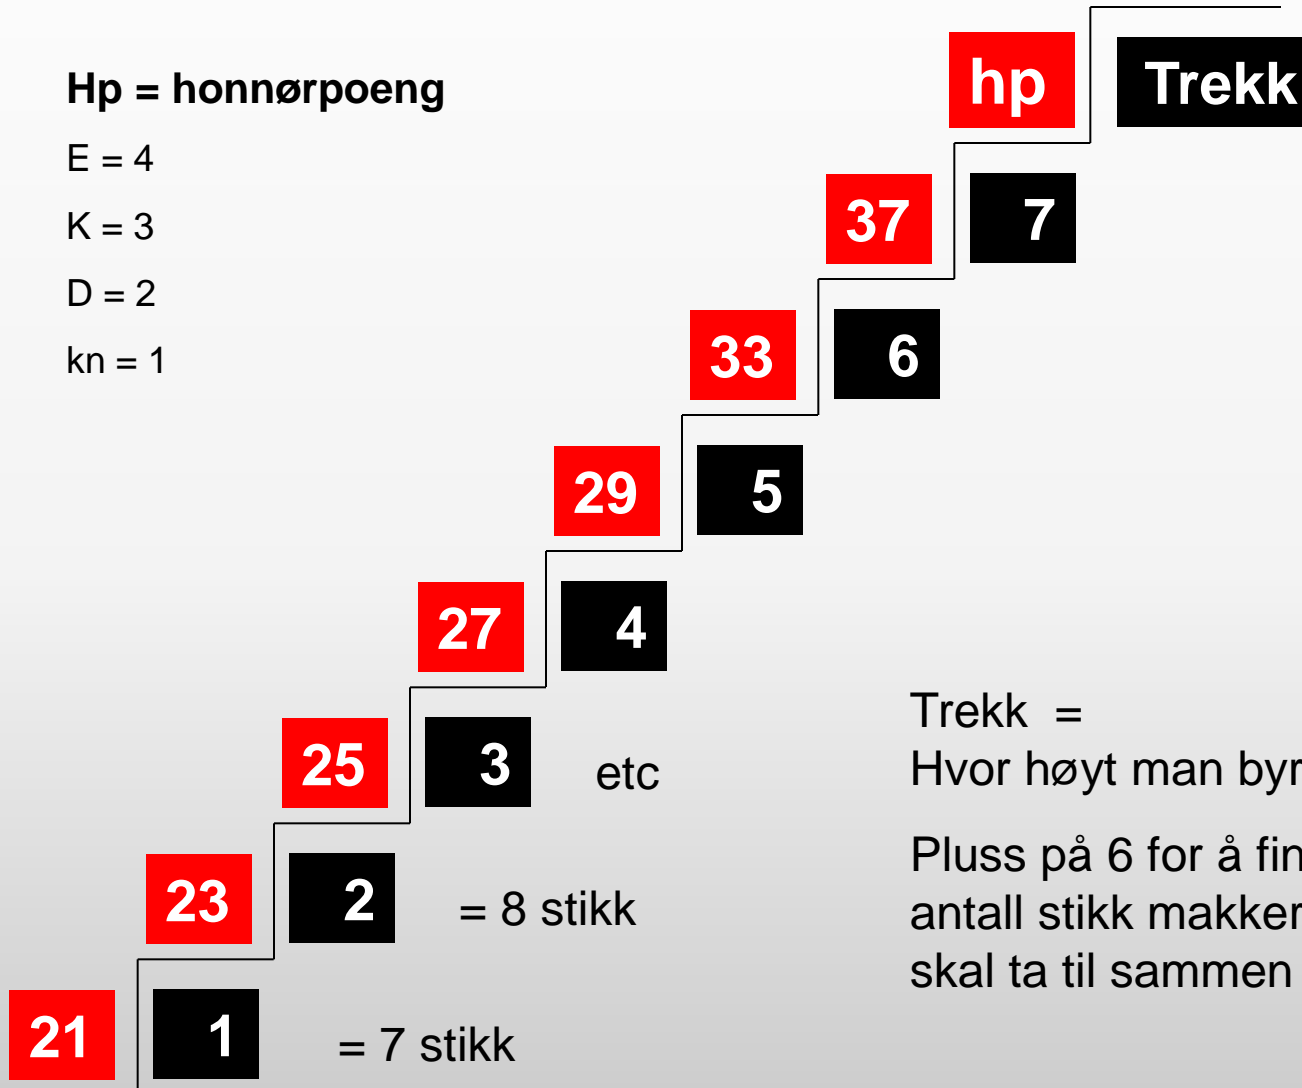 hp Trekk
Hp = honnørpoeng
E = 4
K = 3
D = 2
kn = 1
37 7
33 6
29 5
27 4
25 3 etc
23 2 = 8 stikk
21 1 = 7 stikk
Trekk =
Hvor høyt man byr
Pluss på 6 for å fin
antall stikk makker
skal ta til sammen